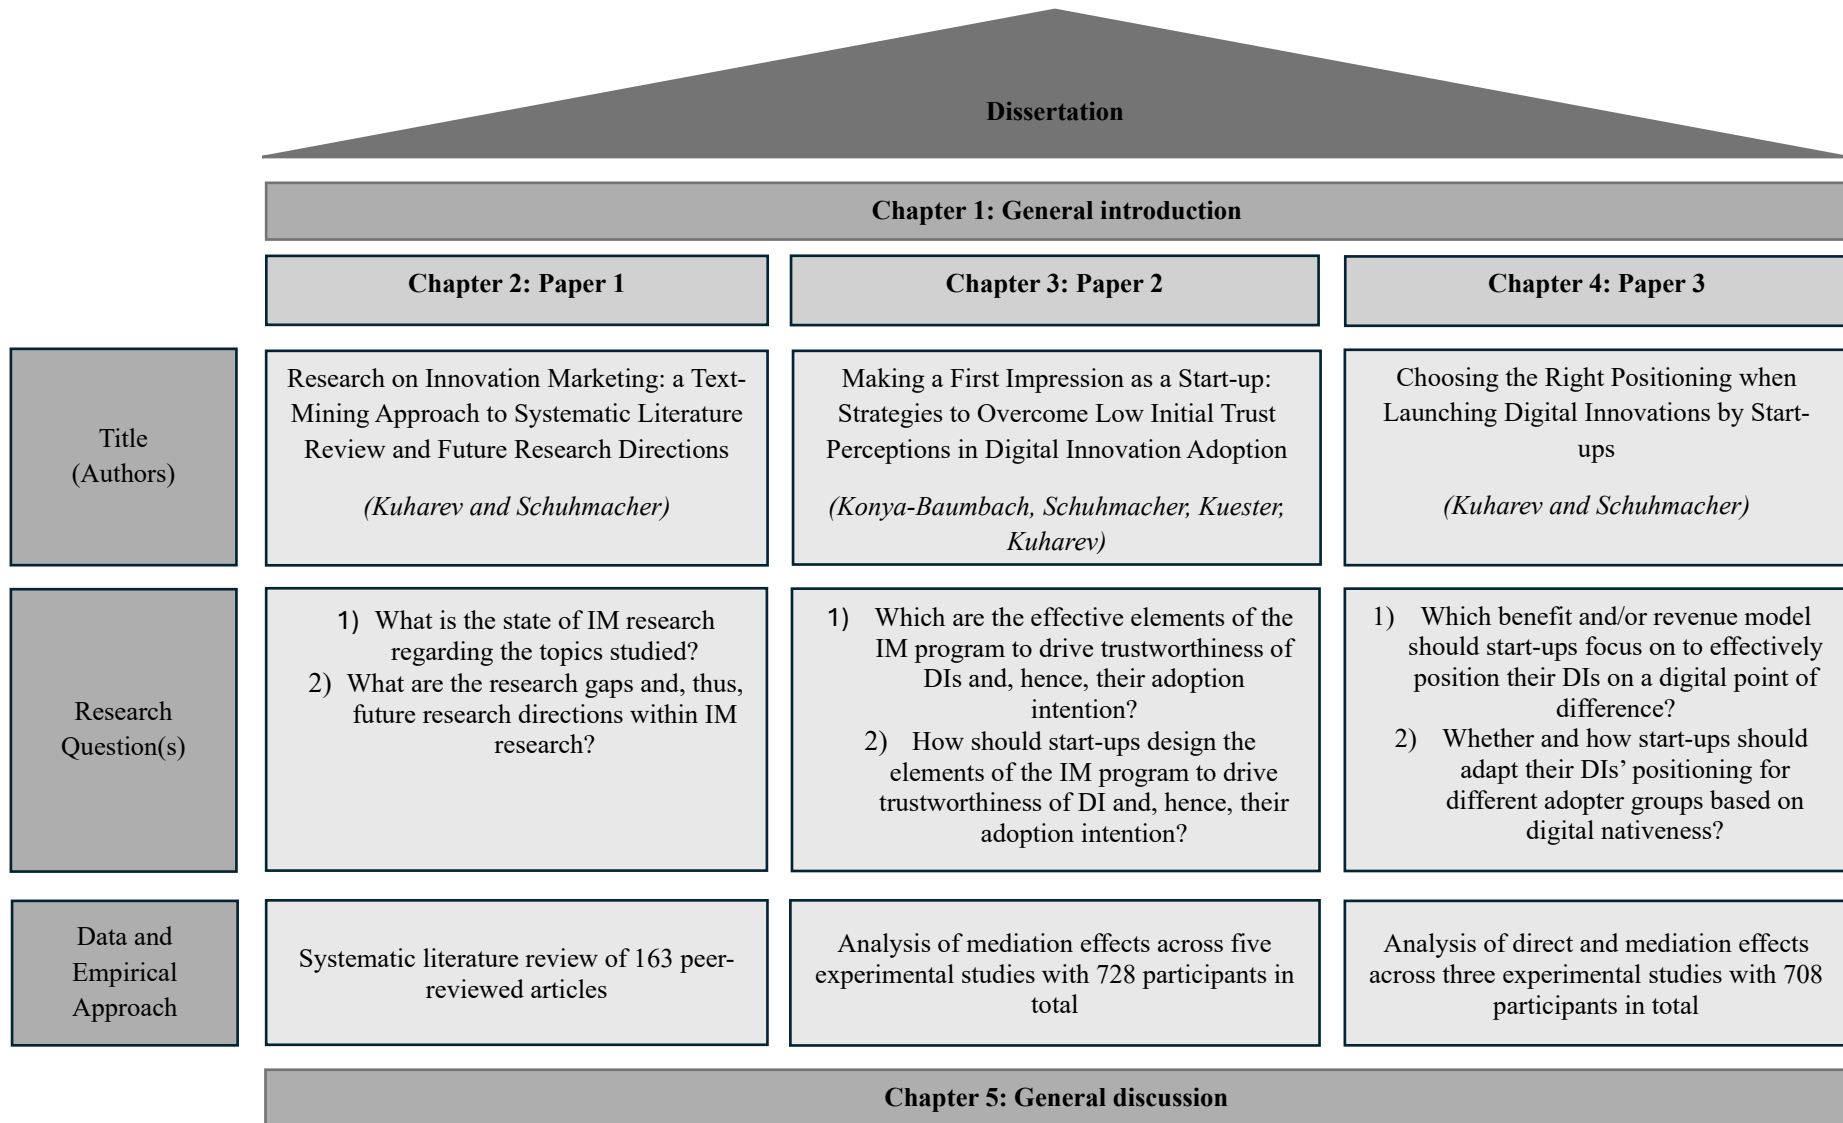 Dissertation
Chapter 1: General introduction
Chapter 2: Paper 1
Chapter 3: Paper 2
Chapter 4: Paper 3
Title
(Authors)
Research on Innovation Marketing: a Text-
Mining Approach to Systematic Literature
Review and Future Research Directions
(Kuharev and Schuhmacher)
Making a First Impression as a Start-up:
Strategies to Overcome Low Initial Trust
Perceptions in Digital Innovation Adoption
(Konya-Baumbach, Schuhmacher, Kuester,
Kuharev)
Choosing the Right Positioning when
Launching Digital Innovations by Start-
ups
(Kuharev and Schuhmacher)
Research
Question(s)
1) What is the state of IM research
regarding the topics studied?
2) What are the research gaps and, thus,
future research directions within IM
research?
1) Which are the effective elements of the
IM program to drive trustworthiness of
DIs and, hence, their adoption
intention?
2) How should start-ups design the
elements of the IM program to drive
trustworthiness of DI and, hence, their
adoption intention?
1) Which benefit and/or revenue model
should start-ups focus on to effectively
position their DIs on a digital point of
difference?
2) Whether and how start-ups should
adapt their DIs’ positioning for
different adopter groups based on
digital nativeness?
Data and
Empirical
Approach
Systematic literature review of 163 peer-
reviewed articles
Analysis of mediation effects across five
experimental studies with 728 participants in
total
Analysis of direct and mediation effects
across three experimental studies with 708
participants in total
Chapter 5: General discussion